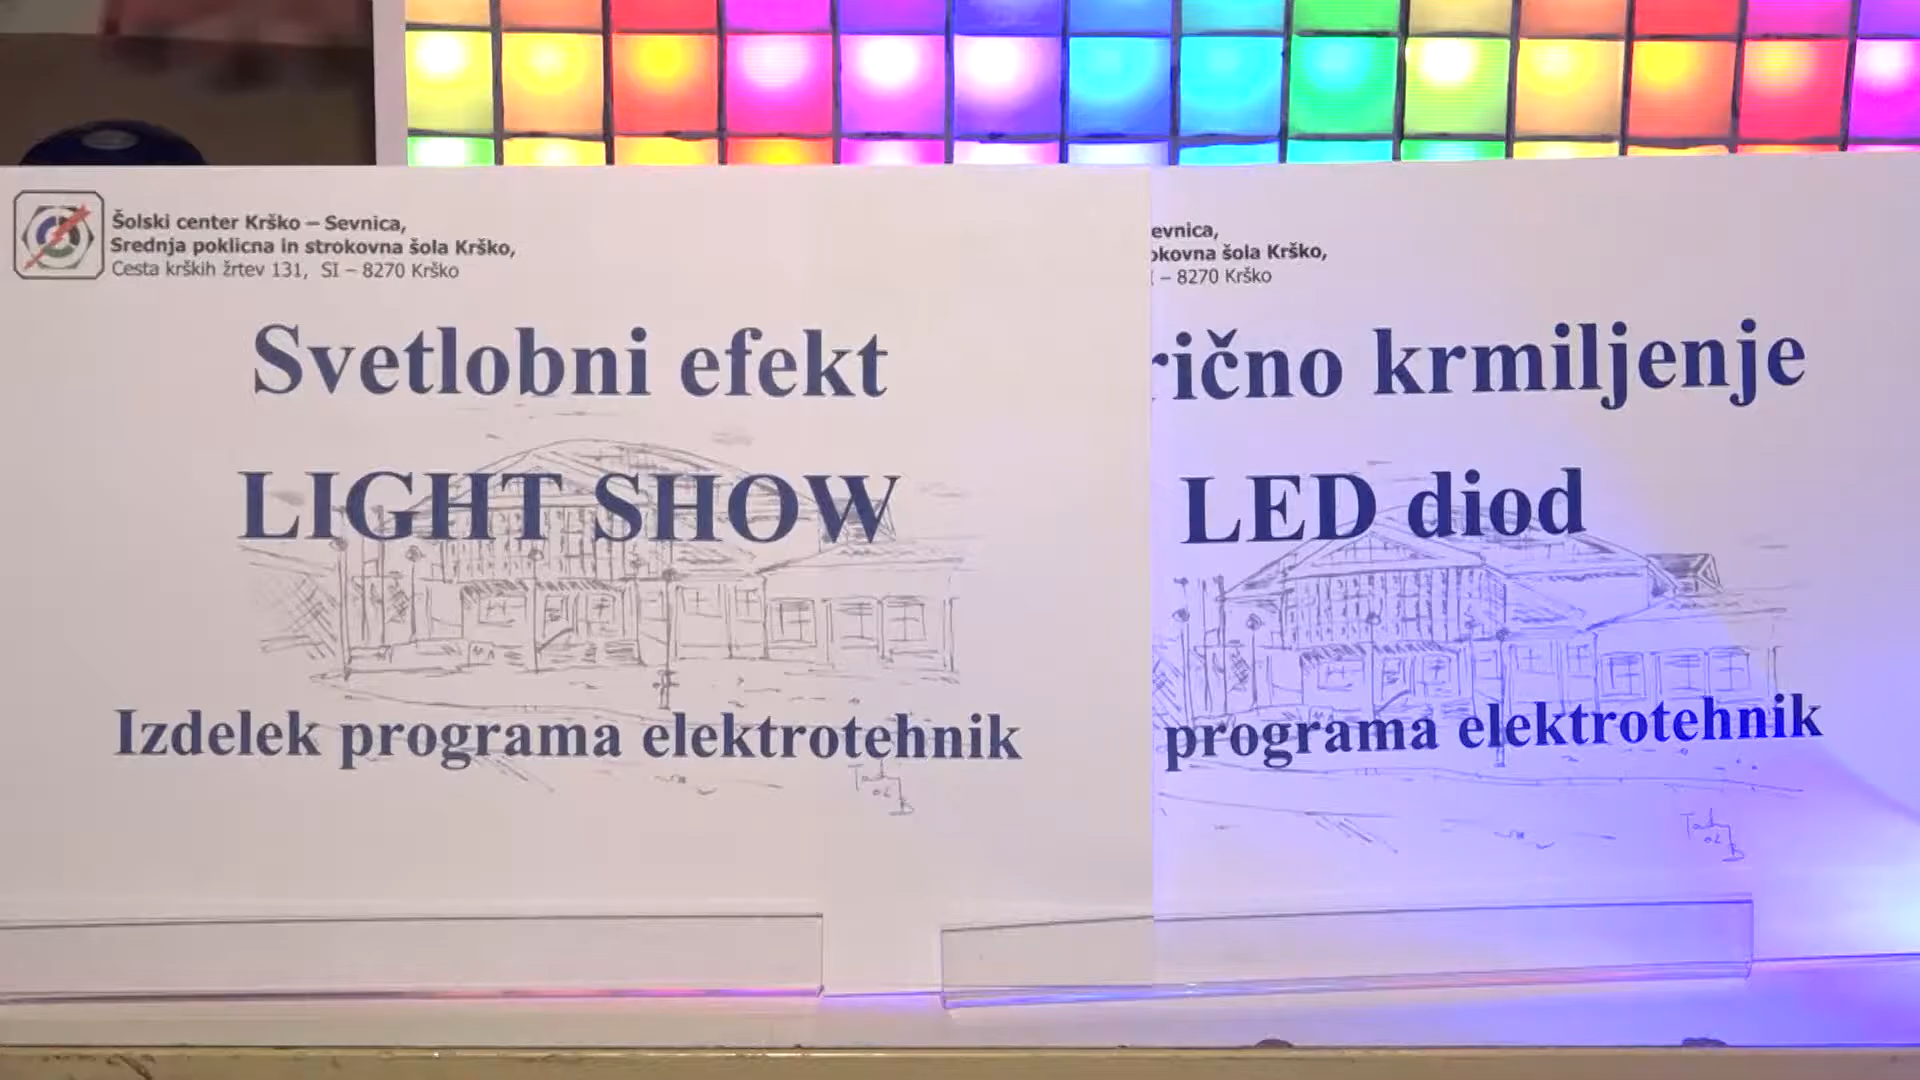 Šolski center Krško – Sevnica,
Srednja poklicna in strokovna šola Krško,
Cesta krških žrtev 131, SI – 8270 Krško
Svetlobni efekt
LIGHT SHOW
Izdelek programa elektrotehnik
evnica,
okovna šola Krško,
– 8270 Krško
rično krmiljenje
LED diod
programa elektrotehnik